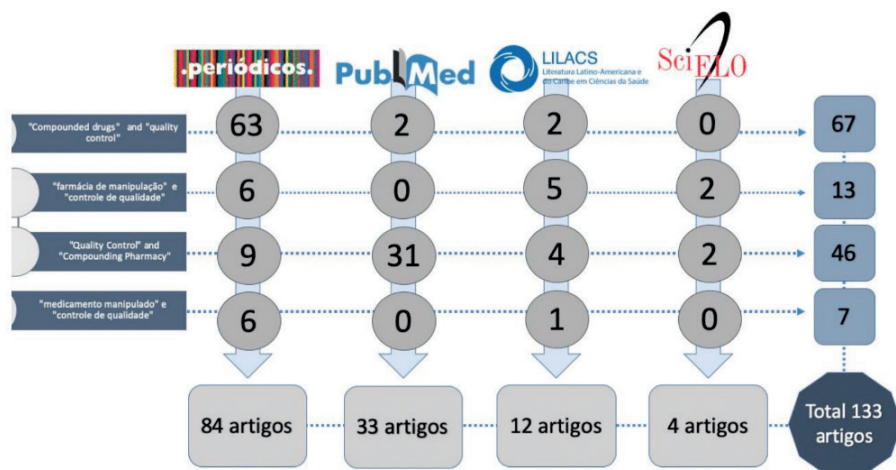 .periódicos.
PubMed
LILACS
Literatura Latino-Americana e
do Caribe em Ciências da Saúde
SciELO
"Compounded drugs" and "quality
control"
63
2
2
0
67
"farmácia de manipulação" e
"controle de qualidade"
6
0
5
2
13
"Quality Control" and
"Compounding Pharmacy"
9
31
4
2
46
"medicamento manipulado" e
"controle de qualidade"
6
0
1
0
7
84 artigos
33 artigos
12 artigos
4 artigos
Total 133
artigos